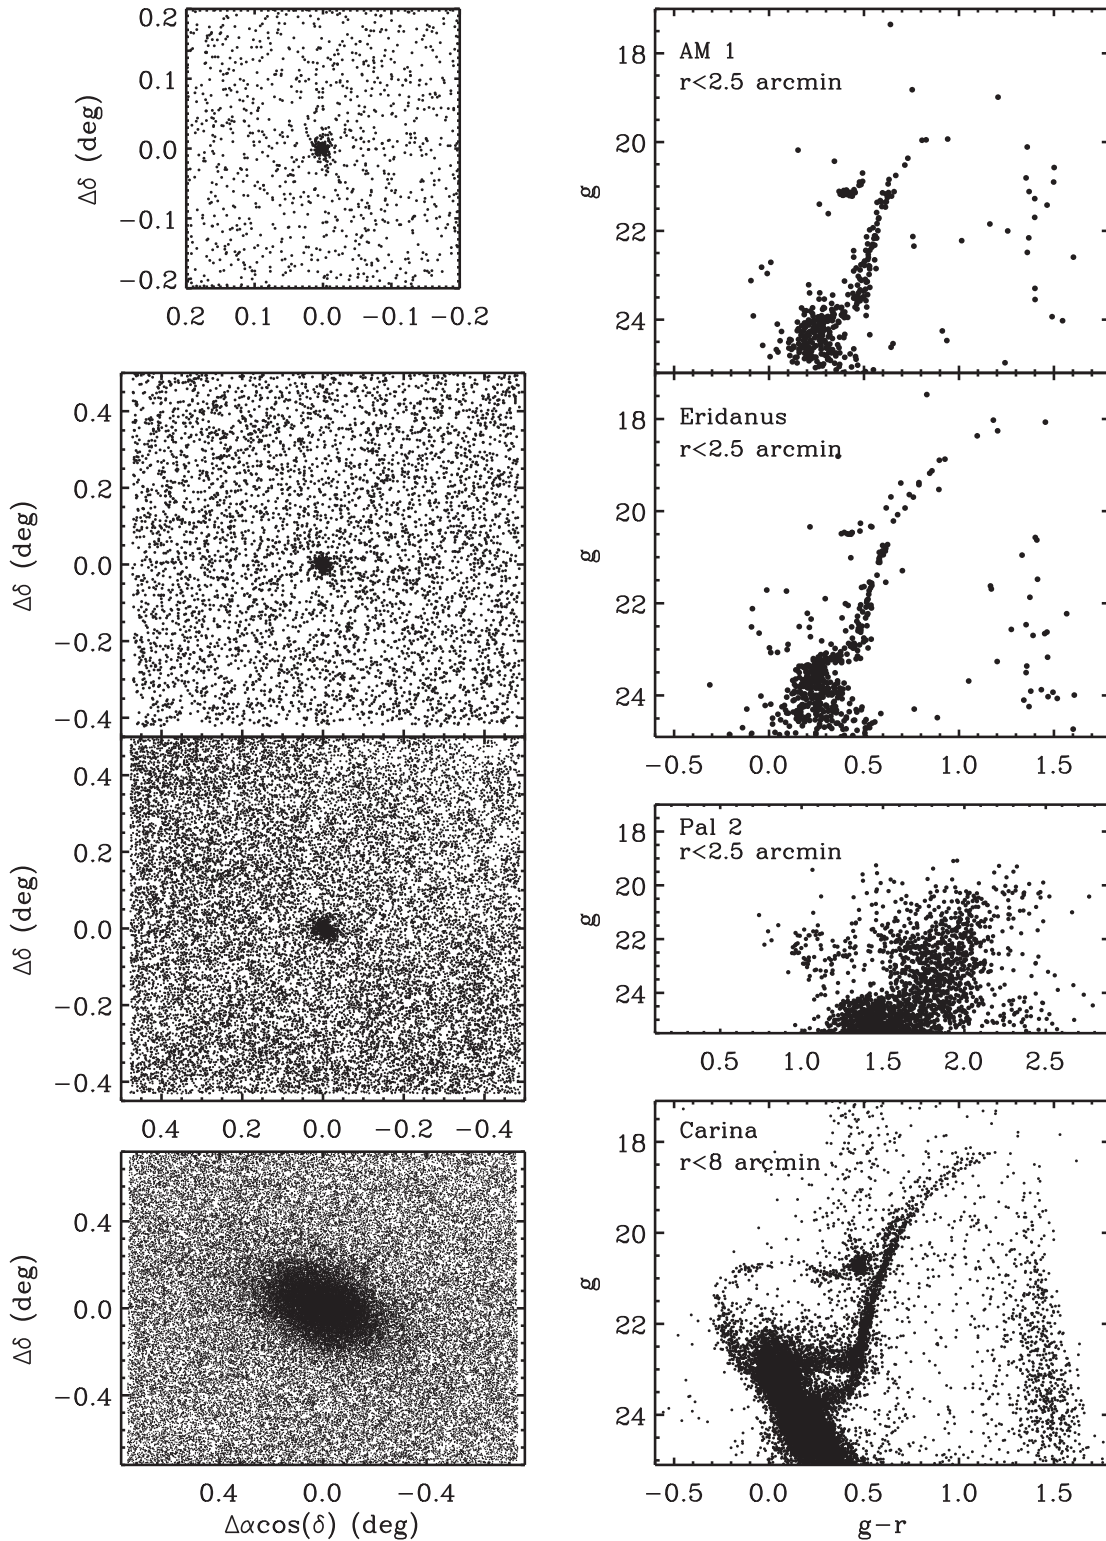 0.2
0.1
0.0
−0.1
−0.2
Δδ (deg)
0.2 0.1 0.0 −0.1 −0.2
18
20
22
24
g
AM 1
r<2.5 arcmin
0.4
0.2
0.0
−0.2
−0.4
Δδ (deg)
18
20
22
24
g
Eridanus
r<2.5 arcmin
−0.5 0.0 0.5 1.0 1.5
0.4
0.2
0.0
−0.2
−0.4
Δδ (deg)
0.4 0.2 0.0 −0.2 −0.4
18
20
22
24
g
Pal 2
r<2.5 arcmin
0.5 1.0 1.5 2.0 2.5
0.4
0.0
−0.4
Δδ (deg)
0.4 0.0 −0.4
Δαcos(δ) (deg)
18
20
22
24
g
Carina
r<8 arcmin
−0.5 0.0 0.5 1.0 1.5
g−r